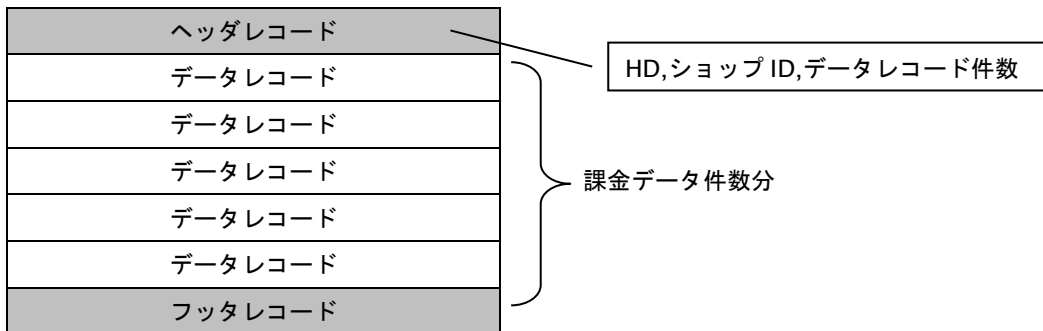 ヘッダレコード
HD,ショップ ID,データレコード件数
データレコード
データレコード
データレコード
課金データ件数分
データレコード
データレコード
フッタレコード